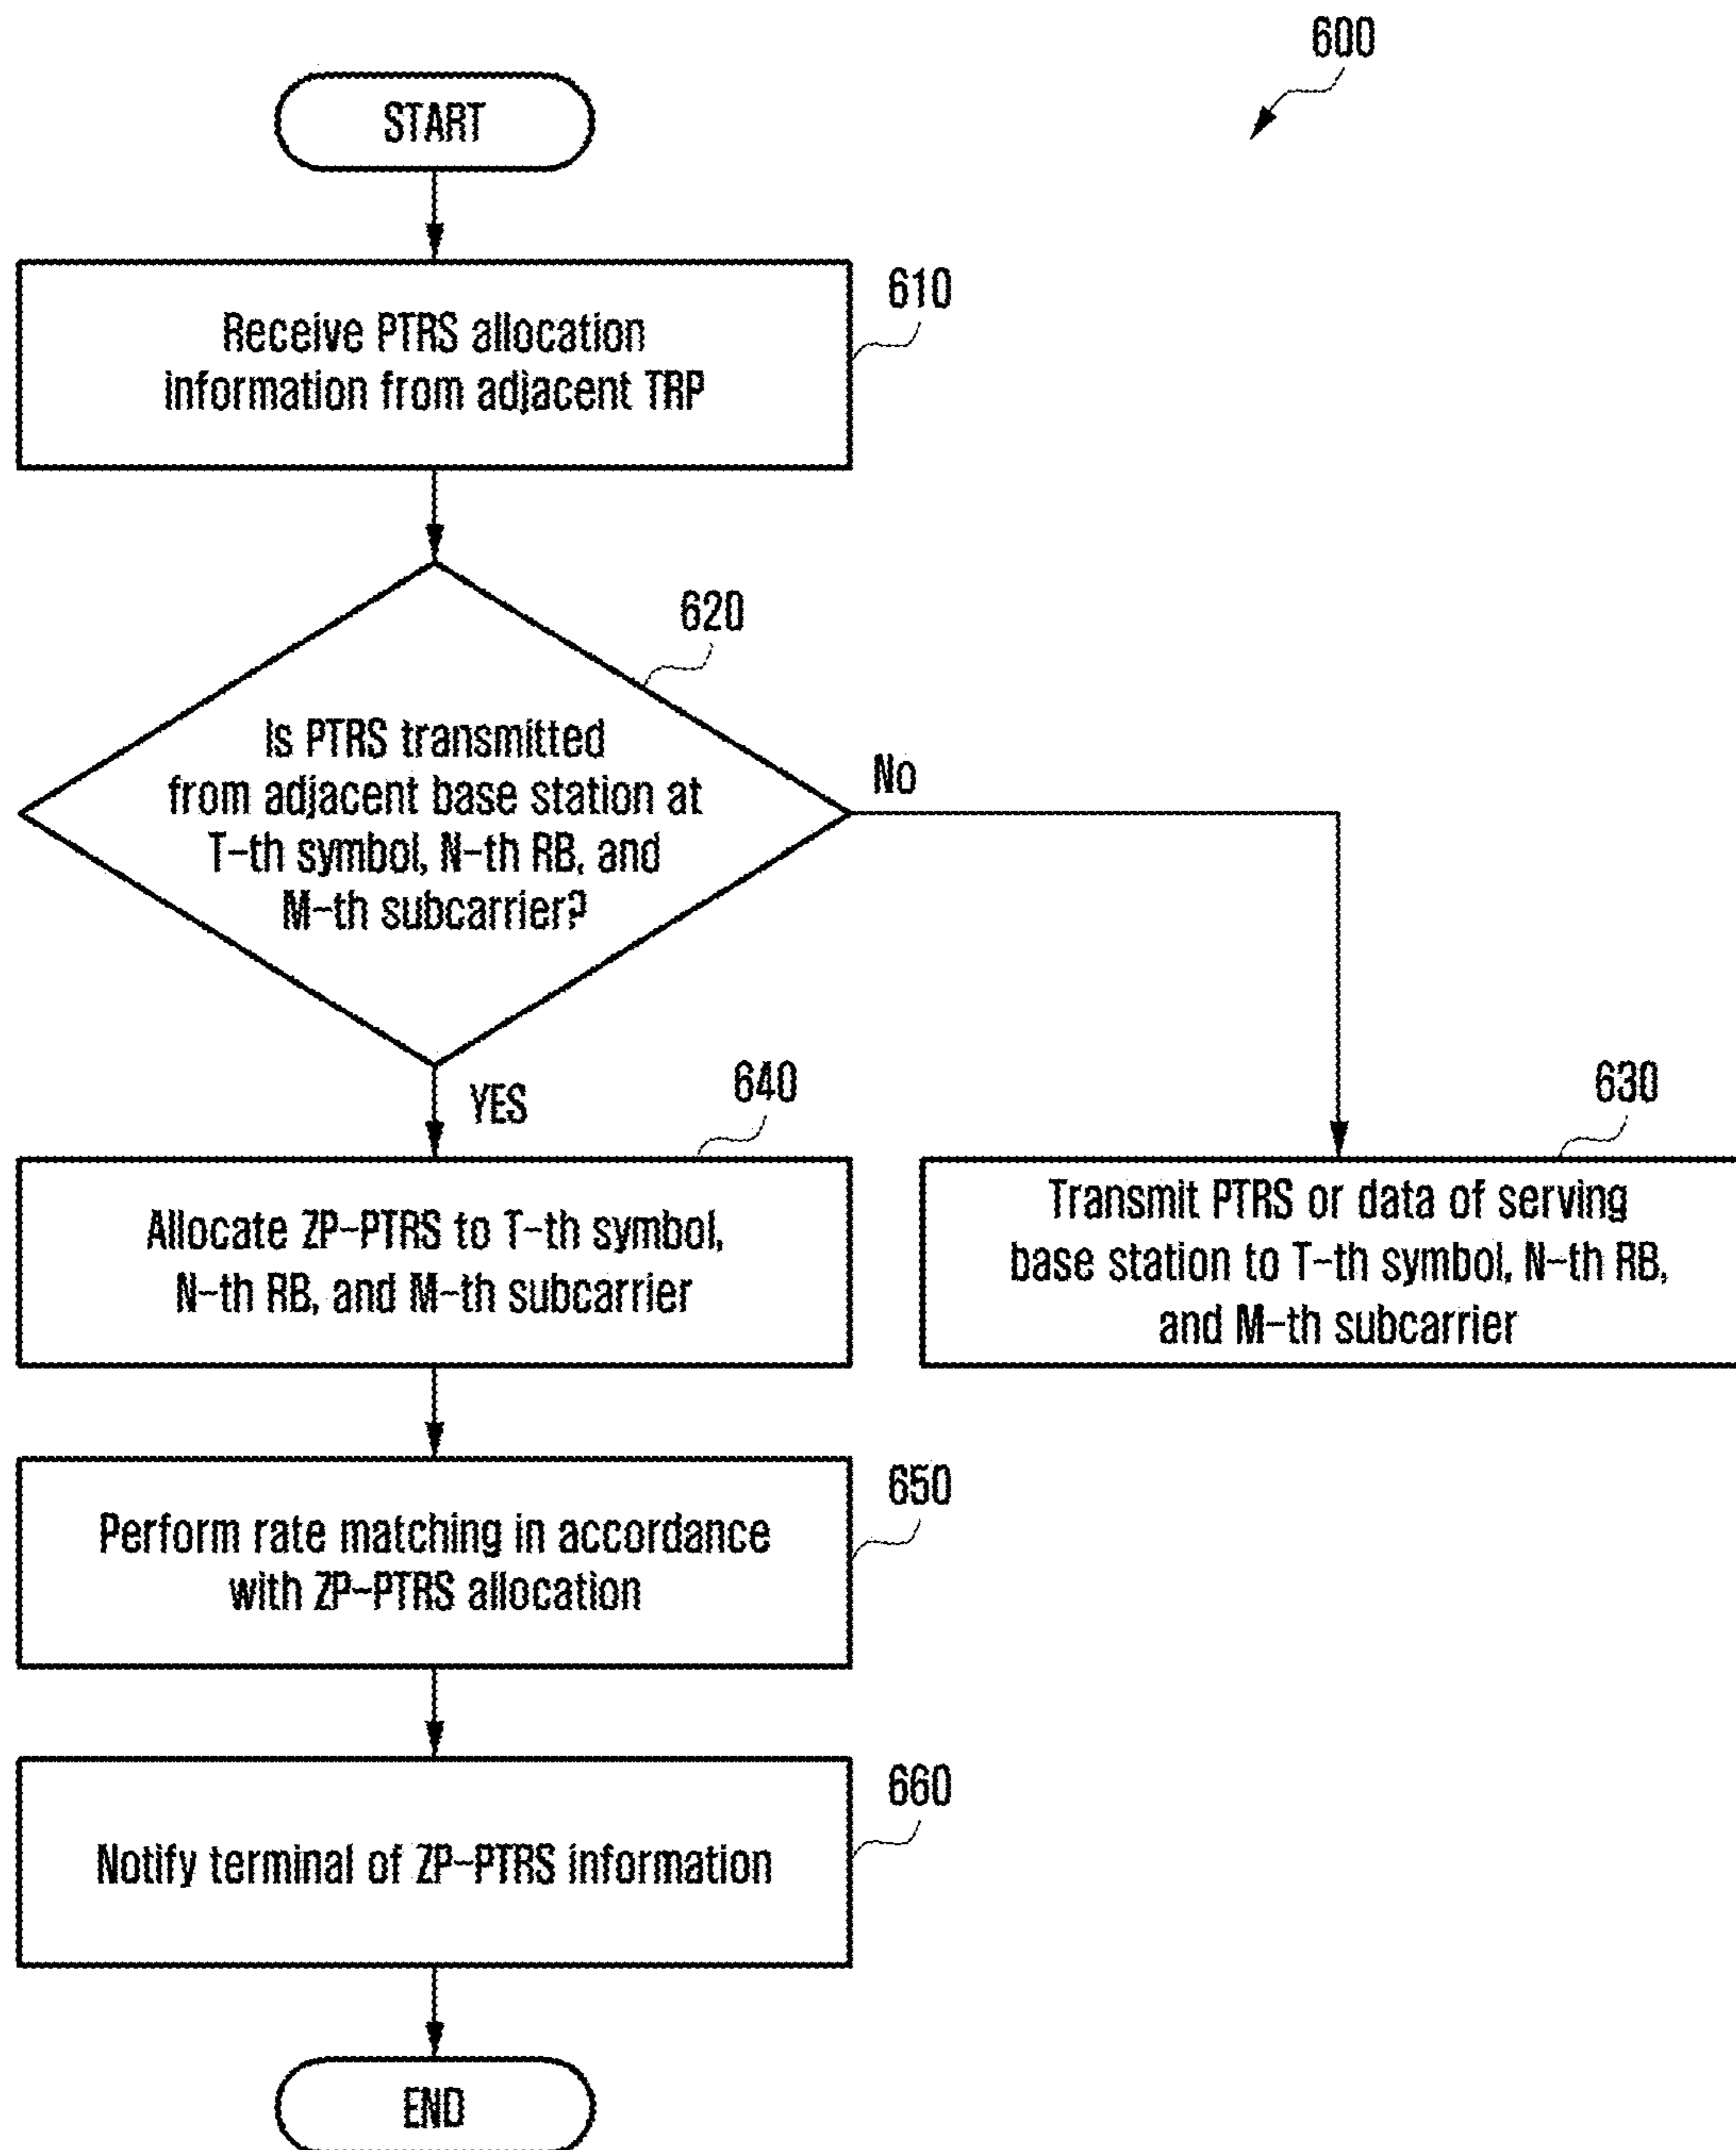 600
START
610
Receive PTRS allocation
information from adjacent TRP
620
Is PTRS transmitted
from adjacent base station at
T-th symbol, N-th RB, and
M-th subcarrier?
No
YES
640
Allocate ZP-PTRS to T-th symbol,
N-th RB, and M-th subcarrier
630
Transmit PTRS or data of serving
base station to T-th symbol, N-th RB,
and M-th subcarrier
650
Perform rate matching in accordance
with ZP-PTRS allocation
660
Notify terminal of ZP-PTRS information
END